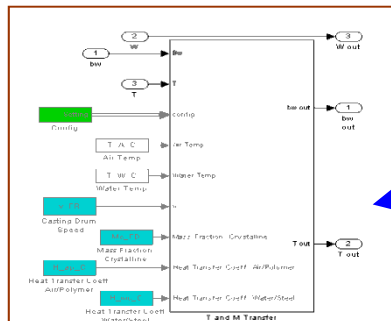 2
W
3
W out
1
bw
bw
3
T
T
Config
Config
bw out
1
bw
out
Air Temp
Air Temp
Water Temp
Water Temp
Casting Drum
Speed
Mass Fraction Crystalline
Mass Fraction
Crystalline
T out
2
T out
Heat Transfer Coeff Air/Polymer
Heat Transfer Coeff
Air/Polymer
Heat Transfer Coeff Water/Steel
Heat Transfer Coeff
Water/Steel
T and M Transfer